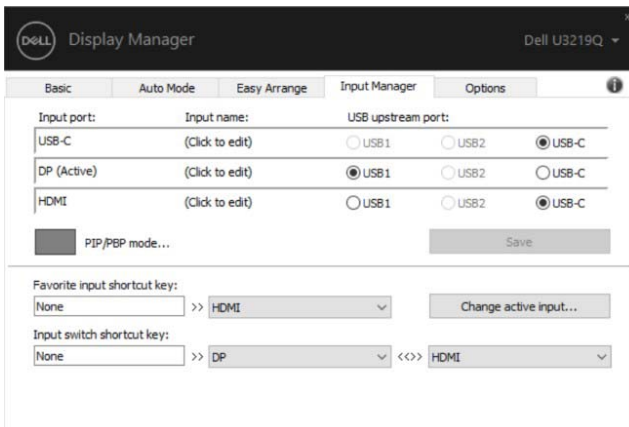 DELL Display Manager Dell U3219Q
Basic Auto Mode Easy Arrange Input Manager Options
Input port: Input name: USB upstream port:
USB-C (Click to edit) USB1 USB2 USB-C
DP (Active) (Click to edit) USB1 USB2 USB-C
HDMI (Click to edit) USB1 USB2 USB-C
PIP/PBP mode... Save
Favorite input shortcut key:
None >> HDMI Change active input...
Input switch shortcut key:
None >> DP <<>> HDMI